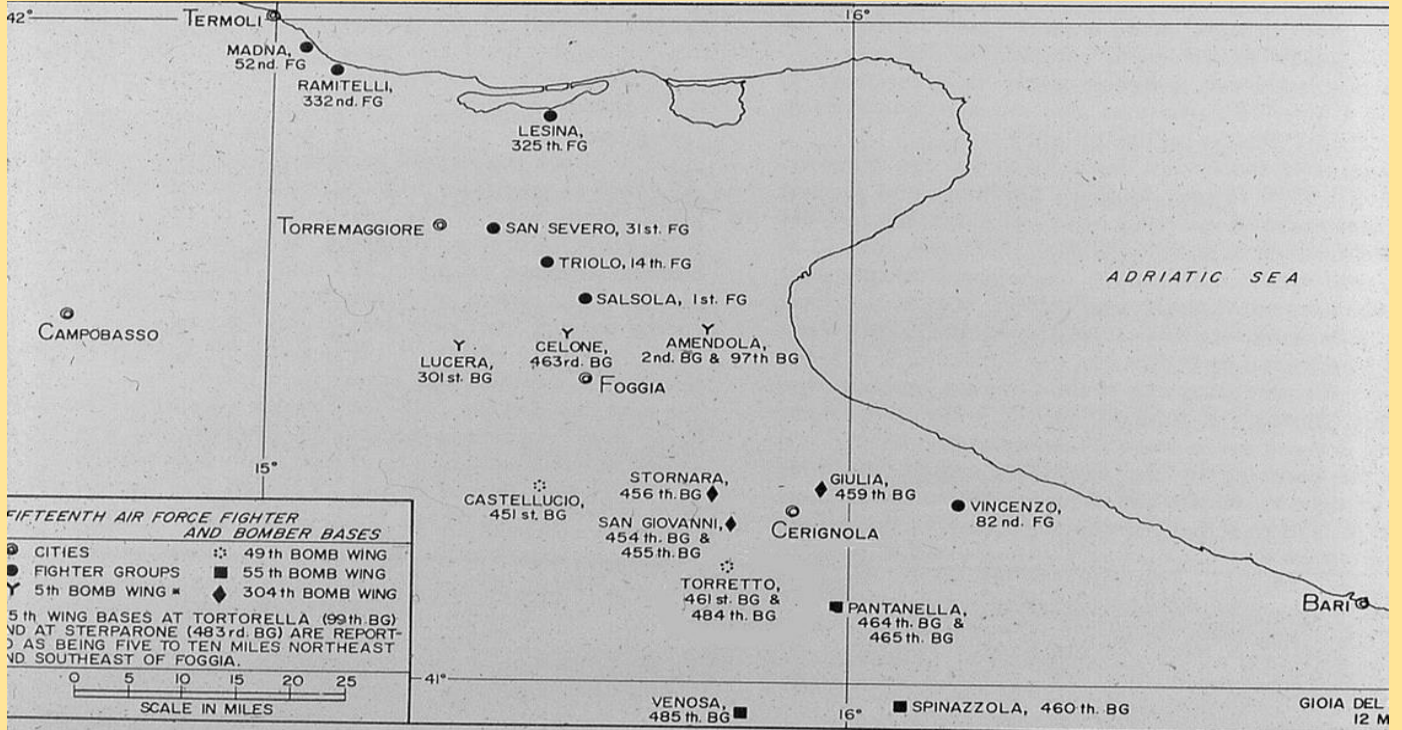 42°
16°
TERMOLI
MADNA,
52nd. FG
RAMITELLI,
332nd. FG
LESINA,
325 th. FG
TORREMAGGIORE
SAN SEVERO, 31st. FG
TRIOLO, 14th. FG
ADRIATIC SEA
SALSOLA, 1st. FG
CAMPOBASSO
LUCERA,
301st. BG
CELONE,
463rd. BG
AMENDOLA,
2nd. BG & 97th BG
FOGGIA
15°
CASTELLUCIO,
451 st. BG
STORNARA,
456 th. BG
GIULIA,
459 th BG
SAN GIOVANNI,
454 th. BG &
455th. BG
CERIGNOLA
VINCENZO,
82nd. FG
TORRETTO,
461 st. BG &
484 th. BG
PANTANELLA,
464 th. BG &
465th. BG
BARI
FIFTEENTH AIR FORCE FIGHTER
AND BOMBER BASES
CITIES
49th BOMB WING
FIGHTER GROUPS
55th BOMB WING
5th BOMB WING *
304th BOMB WING
5 th WING BASES AT TORTORELLA (99th BG)
ND AT STERPARONE (483rd. BG) ARE REPORT-
D AS BEING FIVE TO TEN MILES NORTHEAST
ND SOUTHEAST OF FOGGIA.
0 5 10 15 20 25
SCALE IN MILES
41°
VENOSA,
485 th. BG
16°
SPINAZZOLA, 460th. BG
GIOIA DEL
12 M